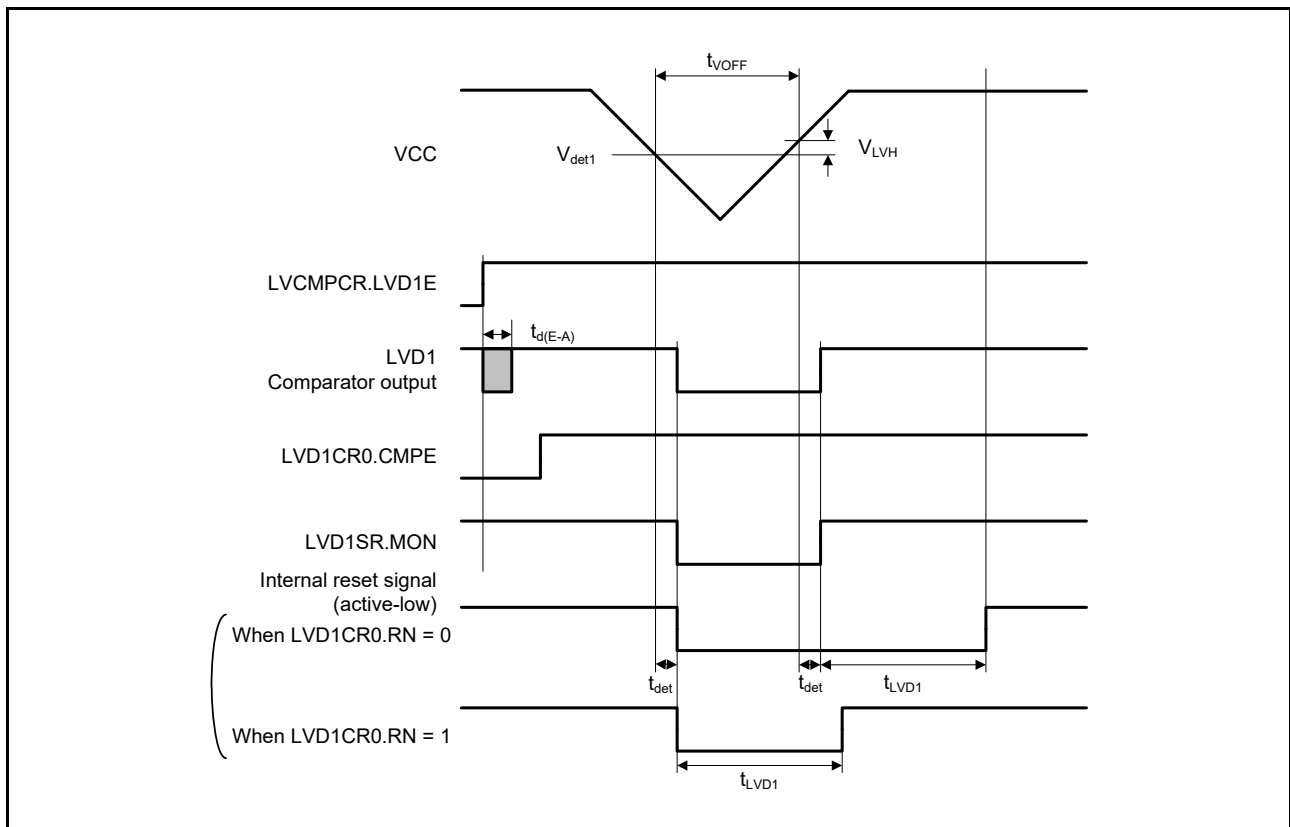 tVOFF
VCC
Vdet1
VLVH
LVCMPCR.LVD1E
td(E-A)
LVD1
Comparator output
LVD1CR0.CMPE
LVD1SR.MON
Internal reset signal
(active-low)
When LVD1CR0.RN = 0
tdet
tdet
tLVD1
When LVD1CR0.RN = 1
tLVD1